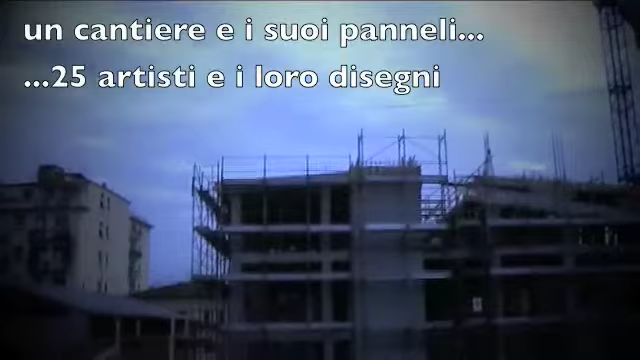 un cantiere e i suoi panneli...
...25 artisti e i loro disegni